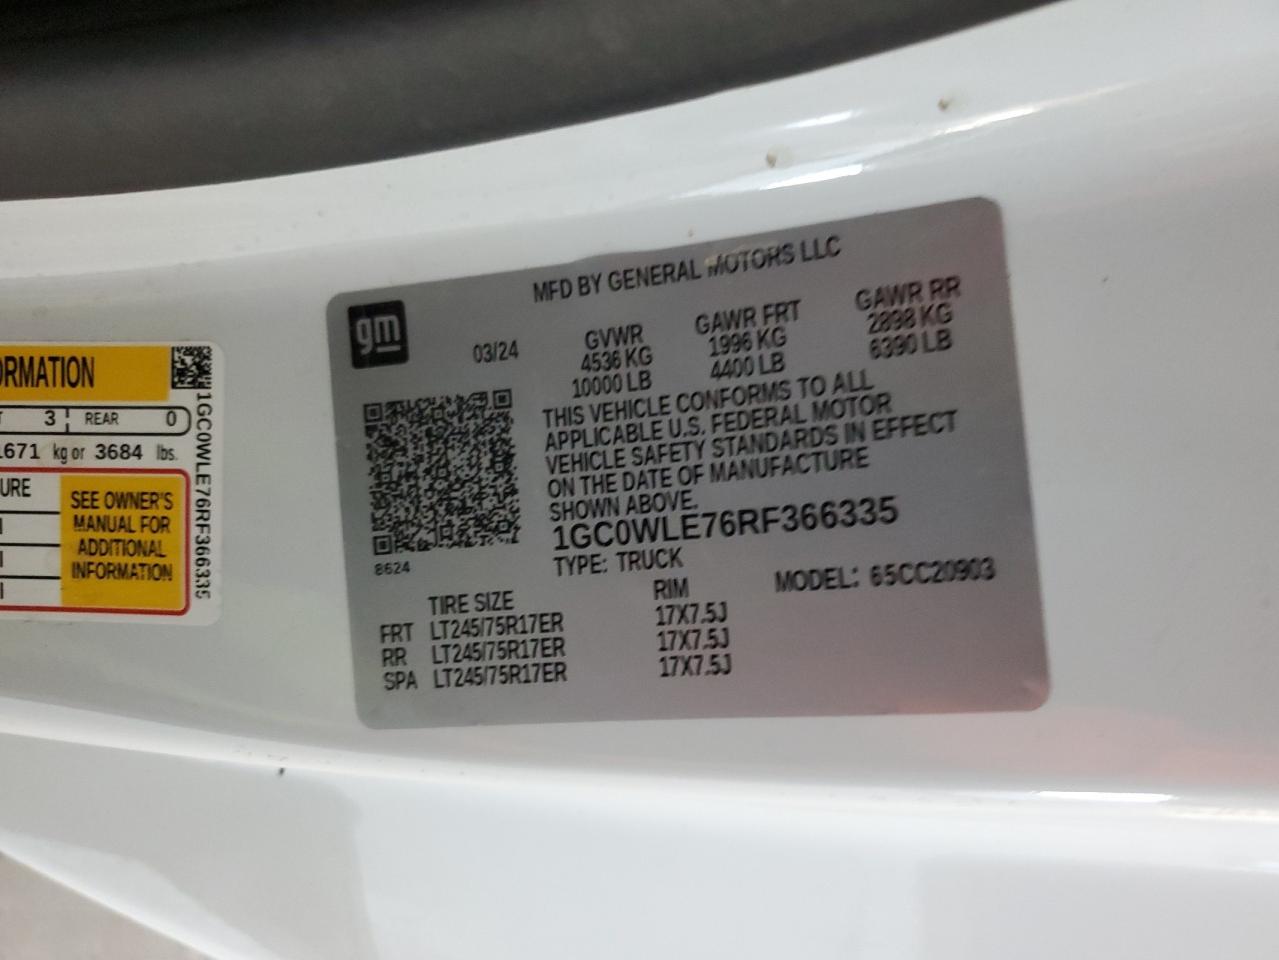 ORMATION
3 REAR 0
1671 kg or 3684 lbs.
URE
SEE OWNER'S
MANUAL FOR
ADDITIONAL
INFORMATION
1GC0WLE76RF366335
gm
MFD BY GENERAL MOTORS LLC
03/24
GVWR GAWR FRT GAWR RR
4536 KG 1996 KG 2898 KG
10000 LB 4400 LB 6390 LB
THIS VEHICLE CONFORMS TO ALL
APPLICABLE U.S. FEDERAL MOTOR
VEHICLE SAFETY STANDARDS IN EFFECT
ON THE DATE OF MANUFACTURE
SHOWN ABOVE.
1GC0WLE76RF366335
8624
TYPE: TRUCK MODEL: 65CC20903
TIRE SIZE RIM
FRT LT245/75R17ER 17X7.5J
RR LT245/75R17ER 17X7.5J
SPA LT245/75R17ER 17X7.5J